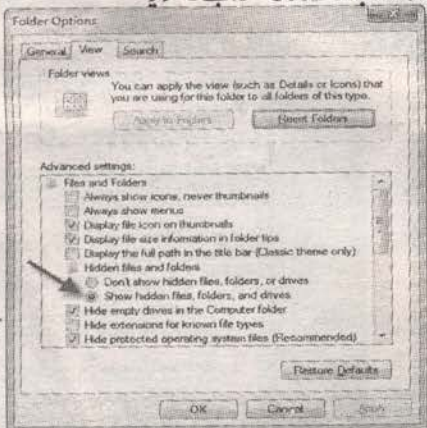 Folder Options
General View Search
Folder views
You can apply the view (such as Details or Icons) that
you are using for this folder to all folders of this type.
Apply to Folders Reset Folders
Advanced settings:
Files and Folders
Always show icons, never thumbnails
Always show menus
Display file icon on thumbnails
Display file size information in folder tips
Display the full path in the title bar (Classic theme only)
Hidden files and folders
Don't show hidden files, folders, or drives
Show hidden files, folders, and drives
Hide empty drives in the Computer folder
Hide extensions for known file types
Hide protected operating system files (Recommended)
Restore Defaults
OK Cancel Apply